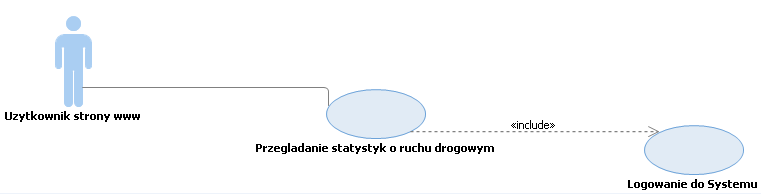 Uzytkownik strony www
Przegladanie statystyk o ruchu drogowym
«include»
Logowanie do Systemu